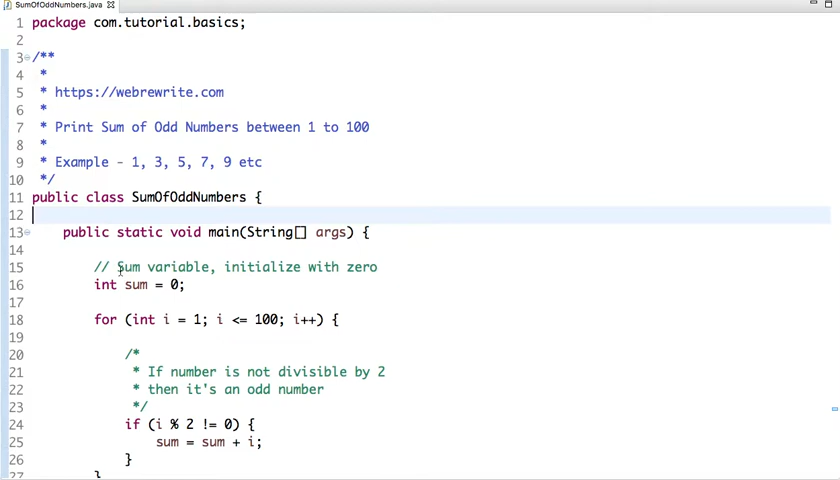 SumOfOddNumbers.java
1 package com.tutorial.basics;
2
3 /**
4 *
5 * https://webrewrite.com
6 *
7 * Print Sum of Odd Numbers between 1 to 100
8 *
9 * Example - 1, 3, 5, 7, 9 etc
10 */
11 public class SumOfOddNumbers {
12
13 public static void main(String[] args) {
14
15 // Sum variable, initialize with zero
16 int sum = 0;
17
18 for (int i = 1; i <= 100; i++) {
19
20 /*
21 * If number is not divisible by 2
22 * then it's an odd number
23 */
24 if (i % 2 != 0) {
25 sum = sum + i;
26 }
27 }